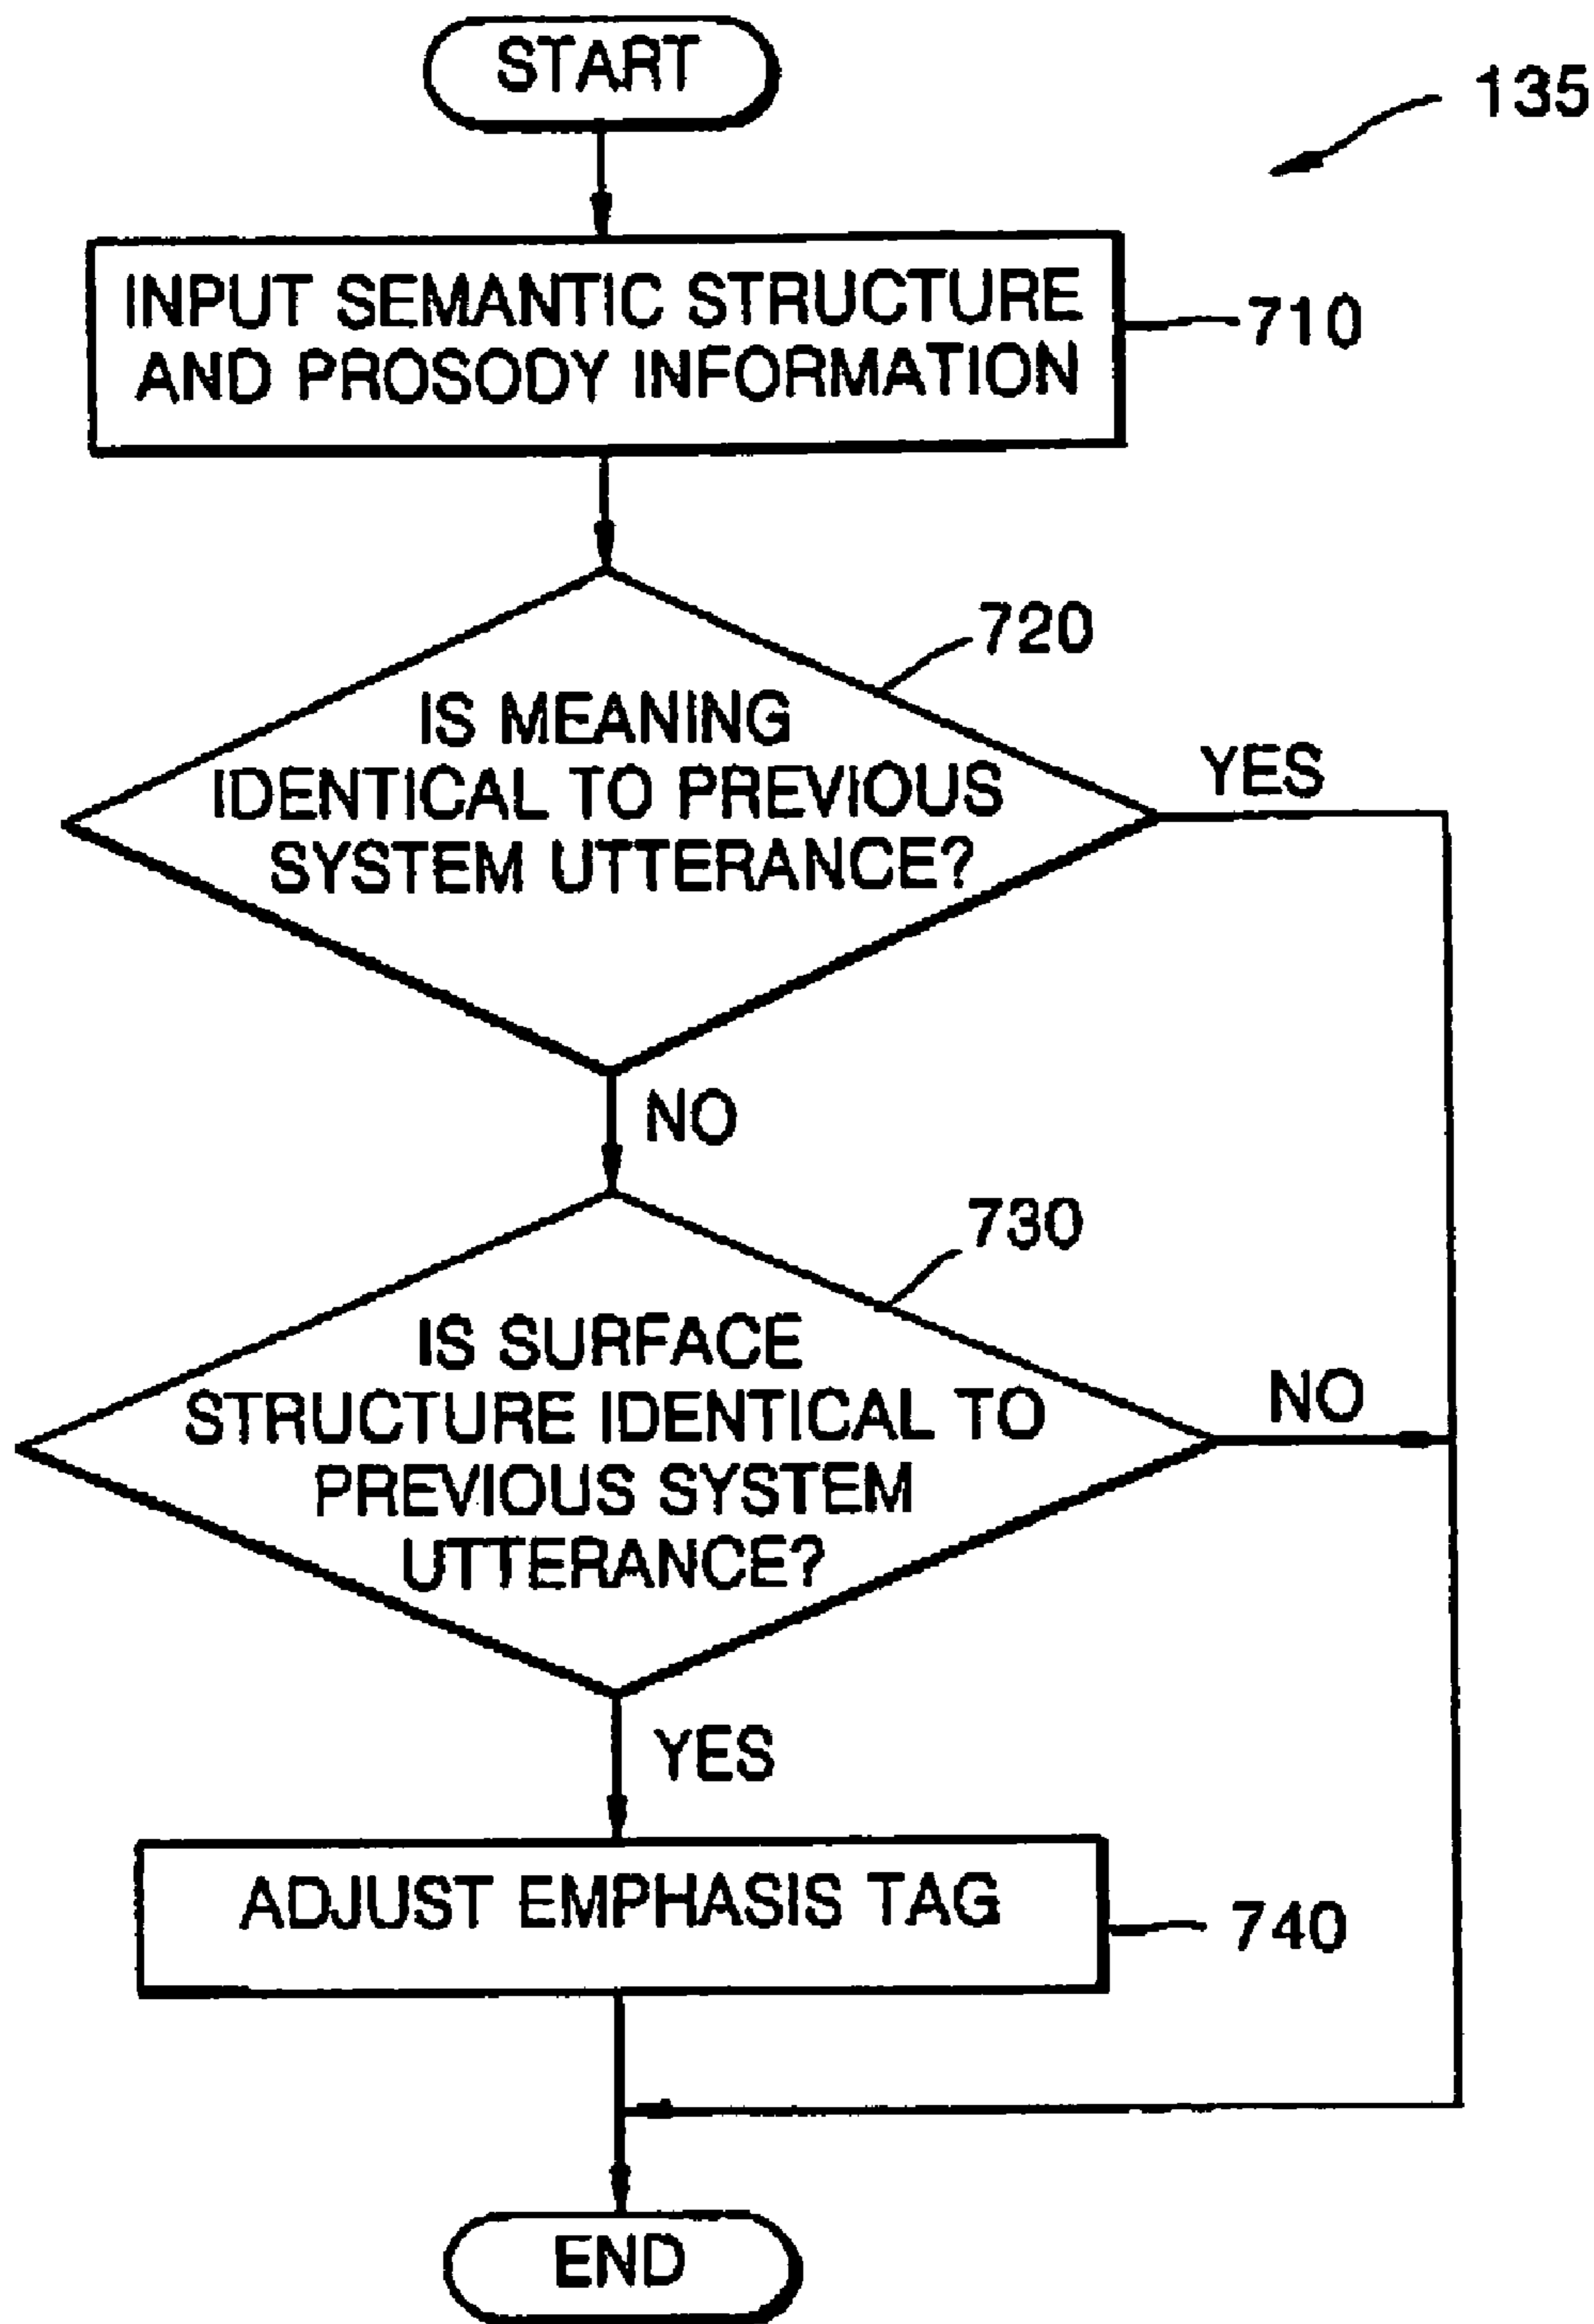 START
135
INPUT SEMANTIC STRUCTURE
AND PROSODY INFORMATION
710
720
IS MEANING
IDENTICAL TO PREVIOUS
SYSTEM UTTERANCE?
YES
NO
730
IS SURFACE
STRUCTURE IDENTICAL TO
PREVIOUS SYSTEM
UTTERANCE?
NO
YES
ADJUST EMPHASIS TAG
740
END